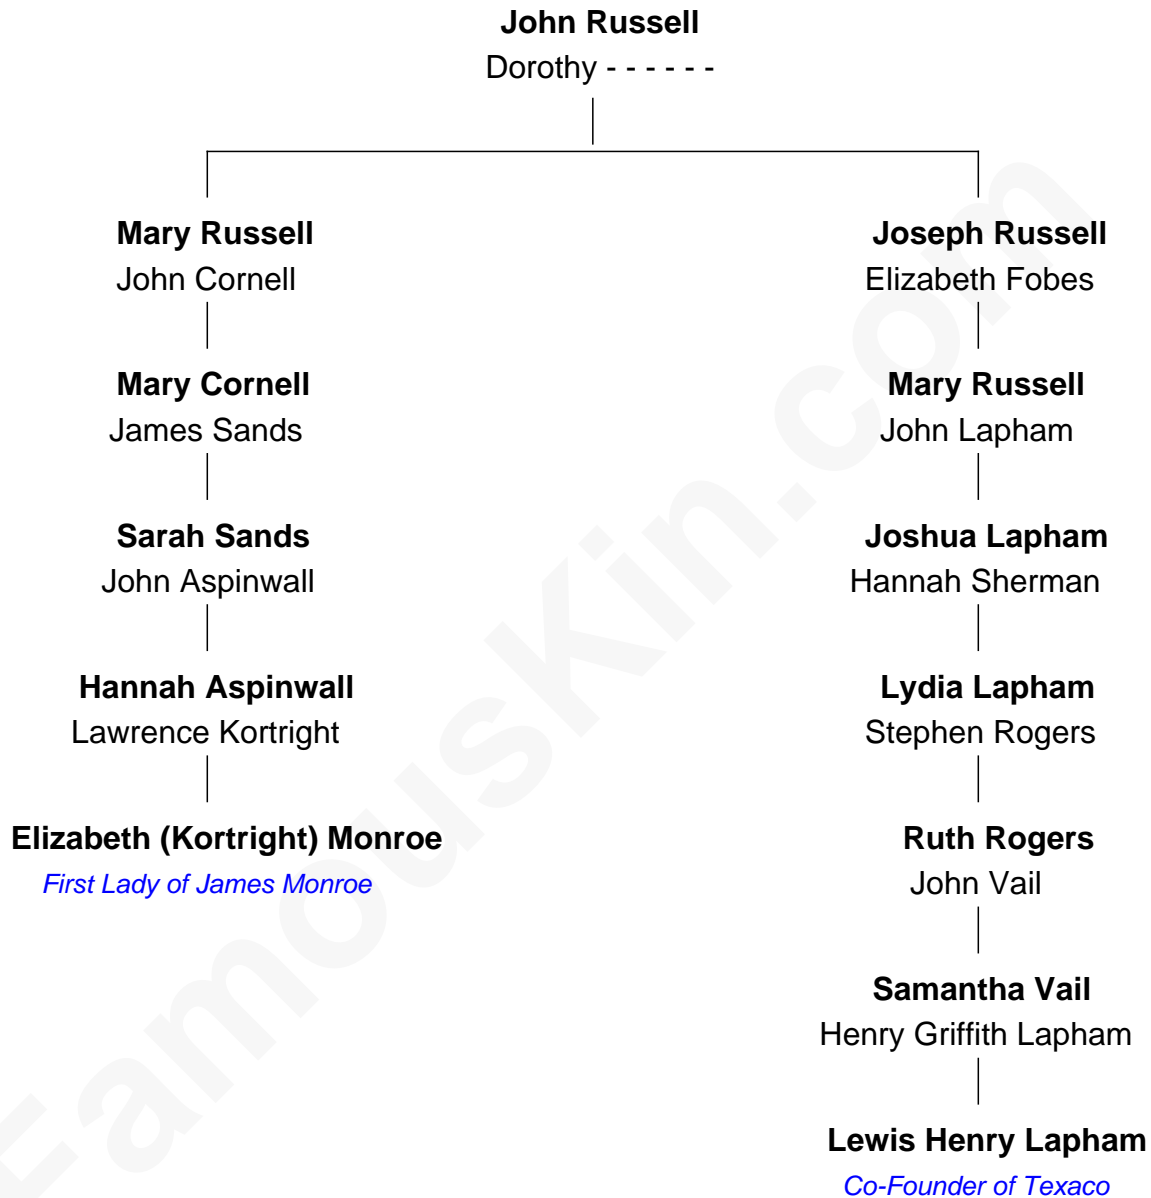 John Russell
Dorothy - - - - - -
Mary Russell
John Cornell
Joseph Russell
Elizabeth Fobes
Mary Cornell
James Sands
Mary Russell
John Lapham
Sarah Sands
John Aspinwall
Joshua Lapham
Hannah Sherman
Hannah Aspinwall
Lawrence Kortright
Lydia Lapham
Stephen Rogers
Elizabeth (Kortright) Monroe
First Lady of James Monroe
Ruth Rogers
John Vail
Samantha Vail
Henry Griffith Lapham
Lewis Henry Lapham
Co-Founder of Texaco
FamousKin.com